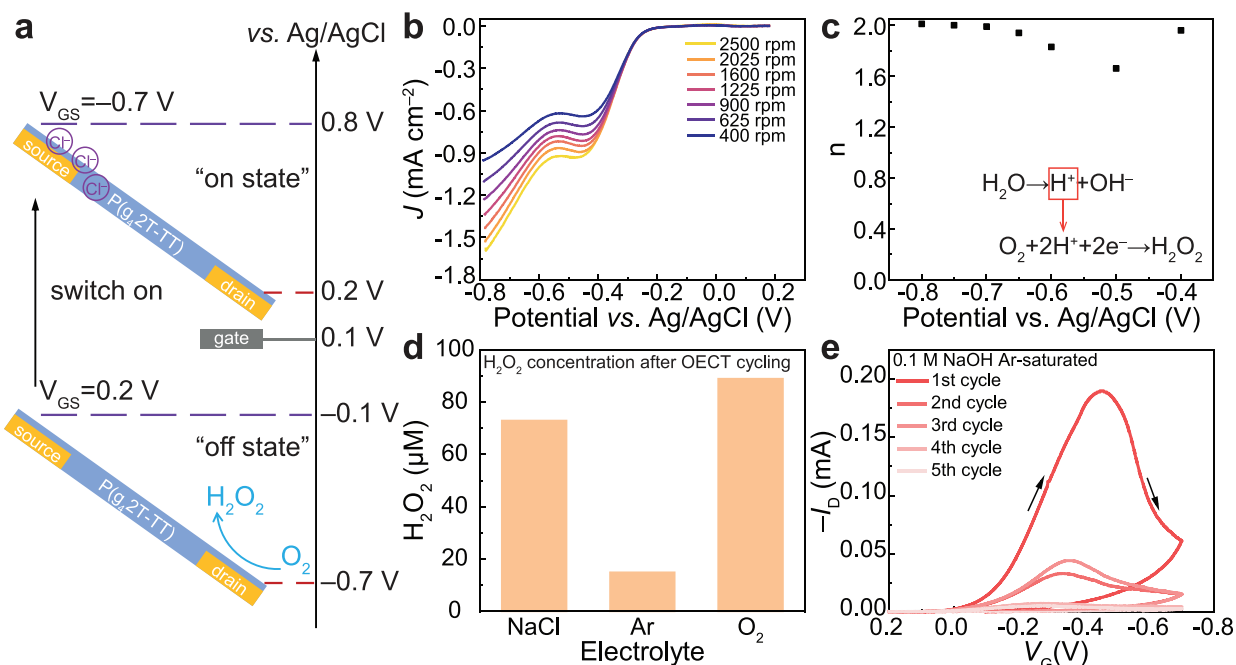 a
vs. Ag/AgCl
V_GS=–0.7 V
0.8 V
Cl⁻
Cl⁻
Cl⁻
source
P(g₄2T-TT)
drain
"on state"
switch on
0.2 V
gate
0.1 V
V_GS=0.2 V
–0.1 V
"off state"
source
P(g₄2T-TT)
drain
H₂O₂
O₂
–0.7 V
b
J (mA cm⁻²)
0.0
-0.3
-0.6
-0.9
-1.2
-1.5
-1.8
2500 rpm
2025 rpm
1600 rpm
1225 rpm
900 rpm
625 rpm
400 rpm
-0.8 -0.6 -0.4 -0.2 0.0 0.2
Potential vs. Ag/AgCl (V)
c
n
2.0
1.6
1.2
0.8
0.4
0.0
H₂O→H⁺+OH⁻
O₂+2H⁺+2e⁻→H₂O₂
-0.8 -0.7 -0.6 -0.5 -0.4
Potential vs. Ag/AgCl (V)
d
H₂O₂ (µM)
100
80
60
40
20
0
H₂O₂ concentration after OECT cycling
NaCl Ar O₂
Electrolyte
e
–I_D (mA)
0.20
0.15
0.10
0.05
0.00
0.1 M NaOH Ar-saturated
1st cycle
2nd cycle
3rd cycle
4th cycle
5th cycle
0.2 0.0 -0.2 -0.4 -0.6 -0.8
V_G(V)